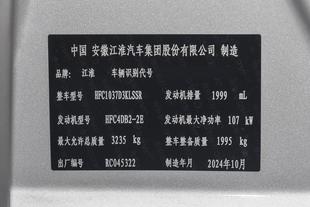 中国 安徽江淮汽车集团股份有限公司 制造
品牌: 江淮 车辆识别代号
整车型号 HFC1037D3KLSSR 发动机排量 1999 mL
发动机型号 HFC4DB2-2E 发动机最大净功率 107 kW
最大允许总质量 3235 kg 整车整备质量 1995 kg
出厂编号 RC045322 制造年月 2024年10月